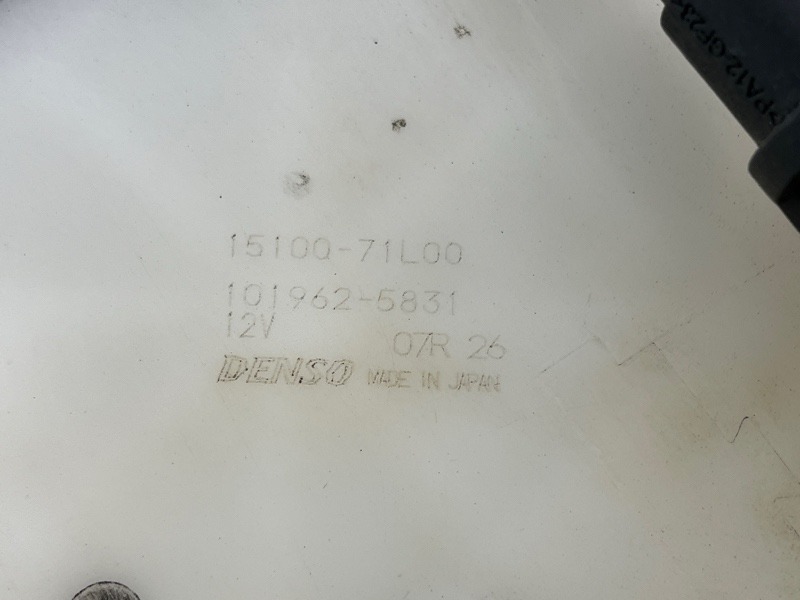 15100-71L00
101962-5831
12V
07R 26
DENSO MADE IN JAPAN